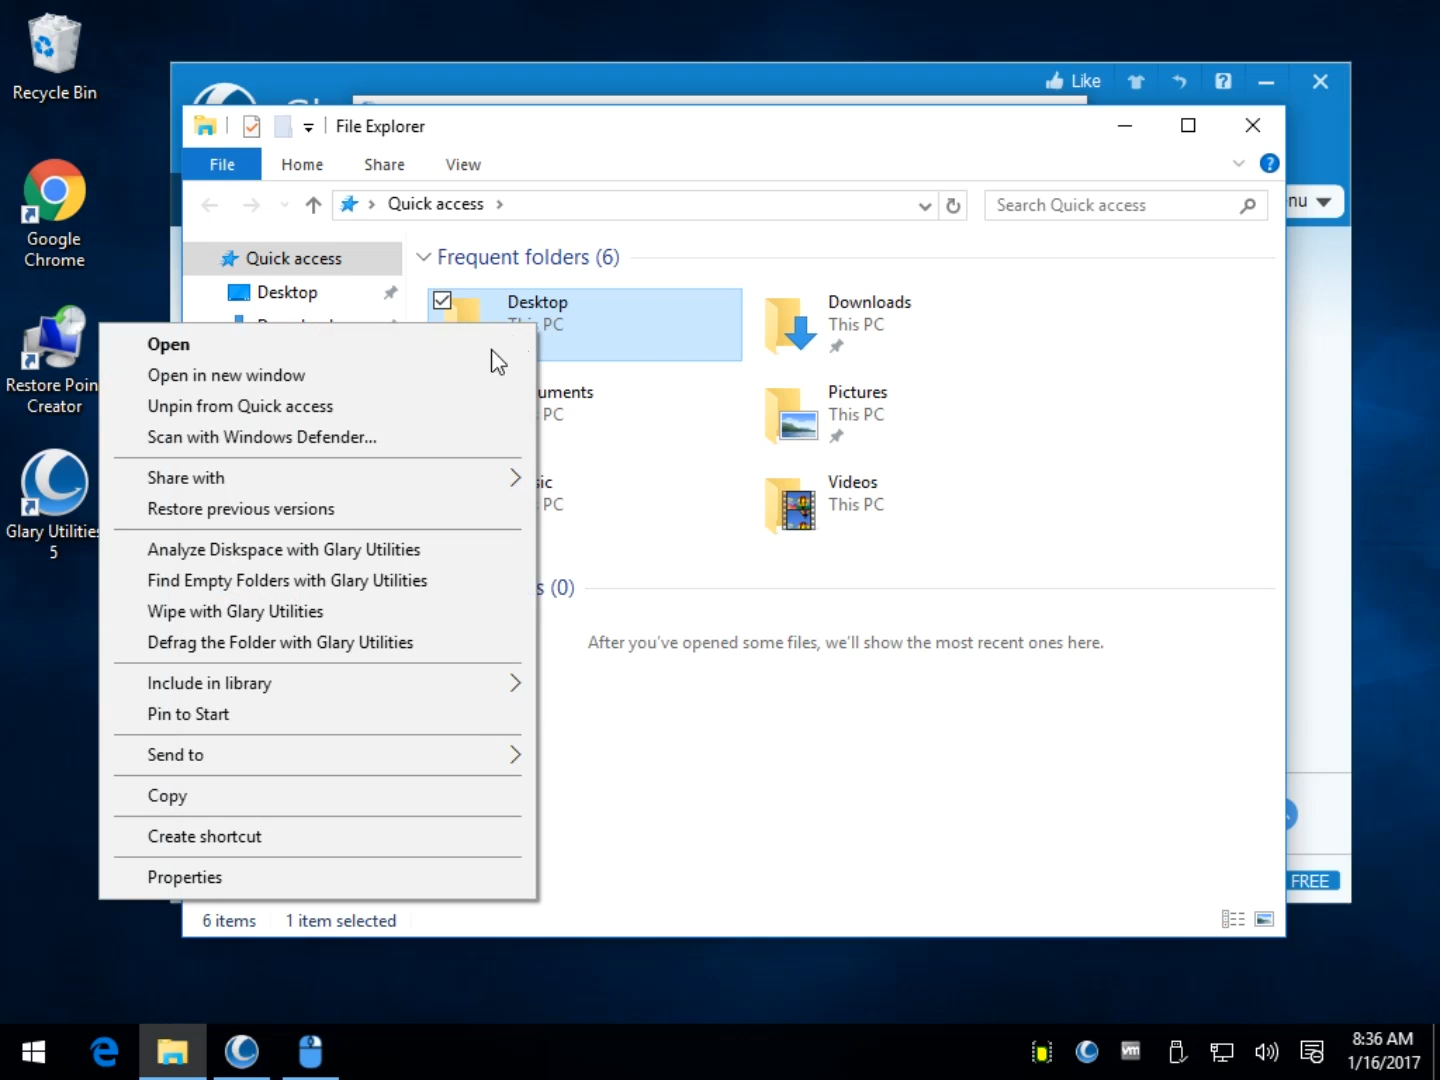 Recycle Bin
Google
Chrome
Restore Poin
Creator
Glary Utilities
5
Like
File Explorer
File
Home
Share
View
Quick access
Search Quick access
nu
Quick access
Desktop
Frequent folders (6)
Desktop
This PC
Downloads
This PC
uments
PC
Pictures
This PC
sic
PC
Videos
This PC
s (0)
After you've opened some files, we'll show the most recent ones here.
Open
Open in new window
Unpin from Quick access
Scan with Windows Defender...
Share with
Restore previous versions
Analyze Diskspace with Glary Utilities
Find Empty Folders with Glary Utilities
Wipe with Glary Utilities
Defrag the Folder with Glary Utilities
Include in library
Pin to Start
Send to
Copy
Create shortcut
Properties
FREE
6 items
1 item selected
vm
8:36 AM
1/16/2017